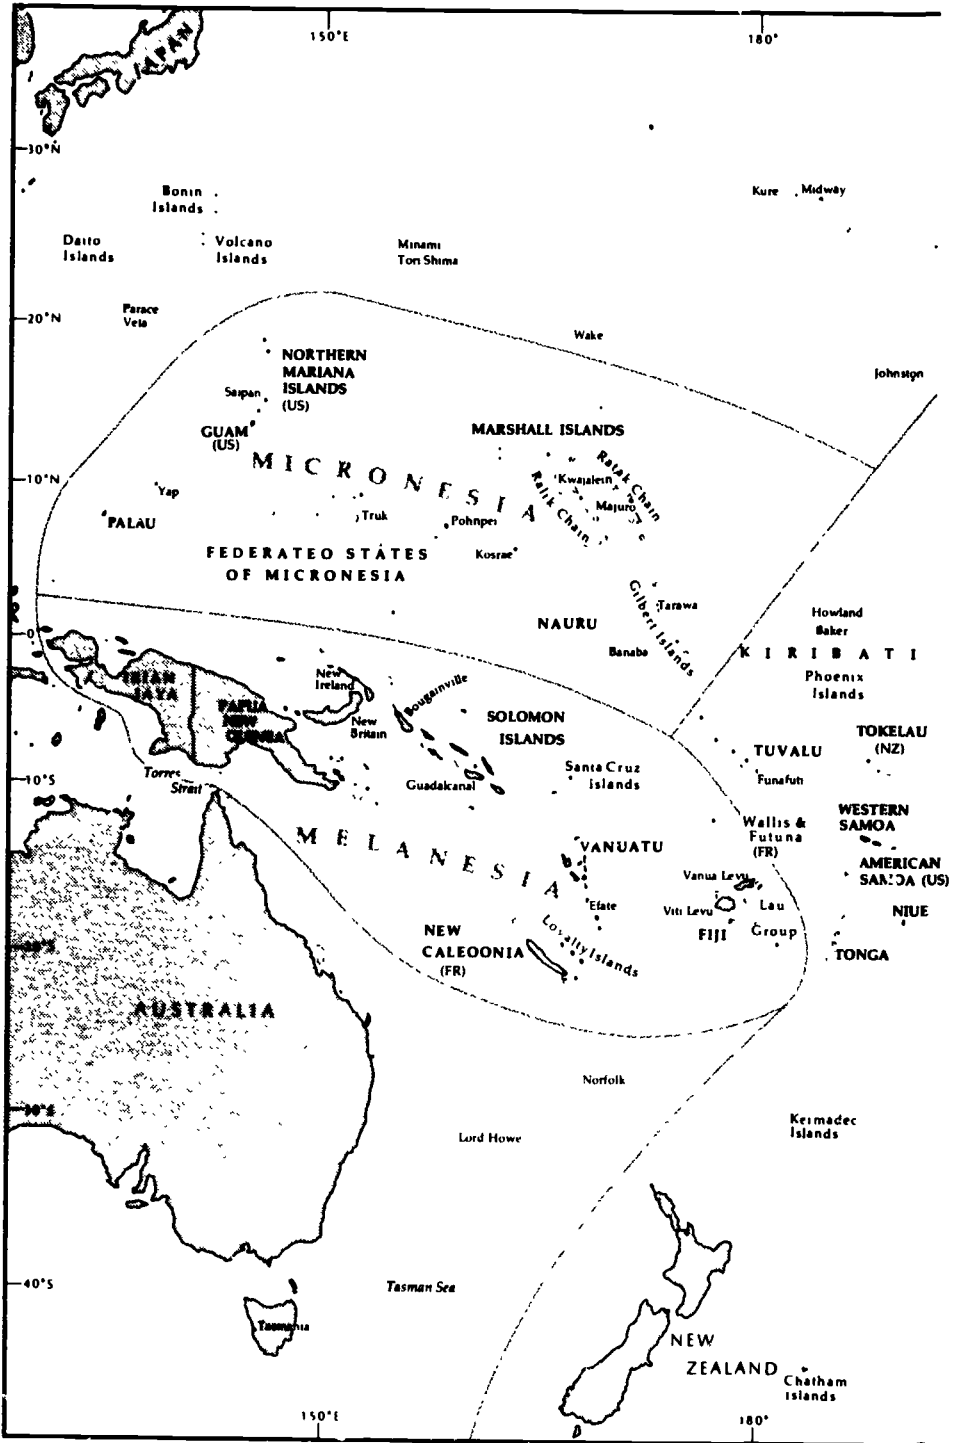 150°E
180°
JAPAN
30°N
Bonin
Islands
Kure
Midway
Daito
Islands
Volcano
Islands
Minami
Tori Shima
Parace
Vela
20°N
Wake
NORTHERN
MARIANA
ISLANDS
(US)
Johnston
Saipan
GUAM
(US)
MARSHALL ISLANDS
MICRONESIA
Ratak Chain
Kwajalein
Ralik Chain
Majuro
10°N
Yap
PALAU
Truk
Pohnpei
Kosrae
FEDERATEO STATES
OF MICRONESIA
Gilbert Islands
Tarawa
Howland
Baker
0
NAURU
Banaba
KIRIBATI
Phoenix
Islands
IRIAN
JAYA
PAPUA
NEW
GUINEA
New
Ireland
New
Britain
Bougainville
SOLOMON
ISLANDS
TOKELAU
(NZ)
TUVALU
Funafuti
10°S
Torres
Strait
Guadalcanal
Santa Cruz
islands
MELANESIA
Wallis &
Futuna
(FR)
WESTERN
SAMOA
AMERICAN
SAMOA (US)
VANUATU
Vanua Levu
Efate
Viti Levu
Lau
Group
FIJI
NIUE
TONGA
NEW
CALEOONIA
(FR)
Loyalty Islands
20°S
AUSTRALIA
Norfolk
30°S
Lord Howe
Kermadec
Islands
40°S
Tasman Sea
Tasmania
NEW
ZEALAND
Chatham
islands
150°E
180°